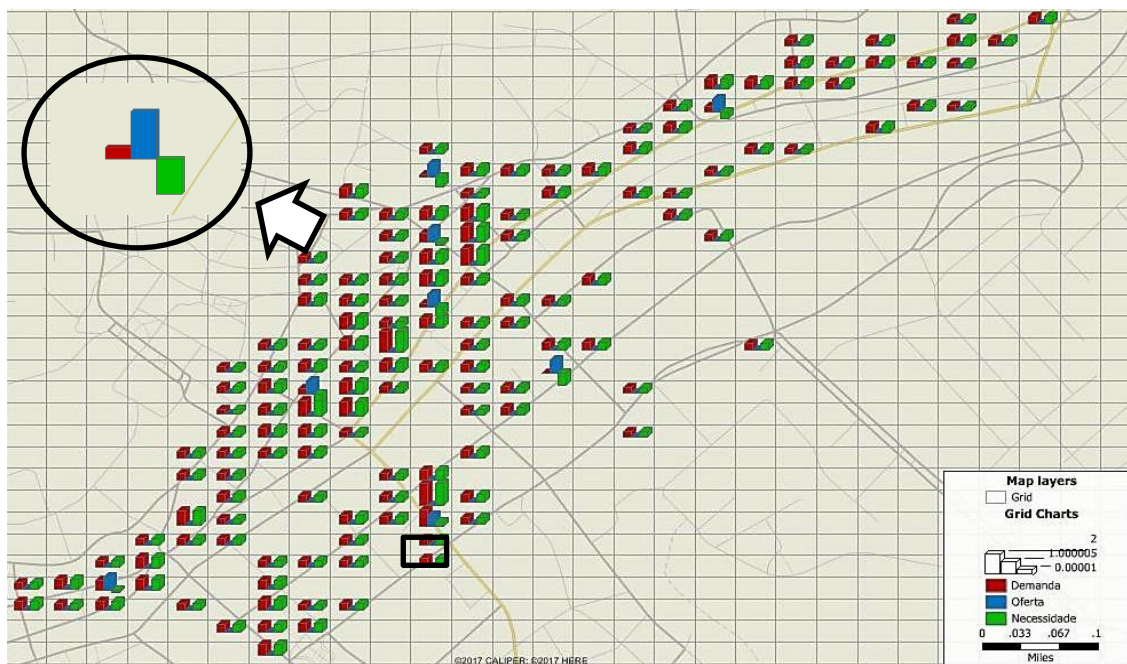 Map layers
Grid
Grid Charts
2
1.000005
0.00001
Demanda
Oferta
Necessidade
0 .033 .067 .1
Miles
©2017 CALIPER; ©2017 HERE